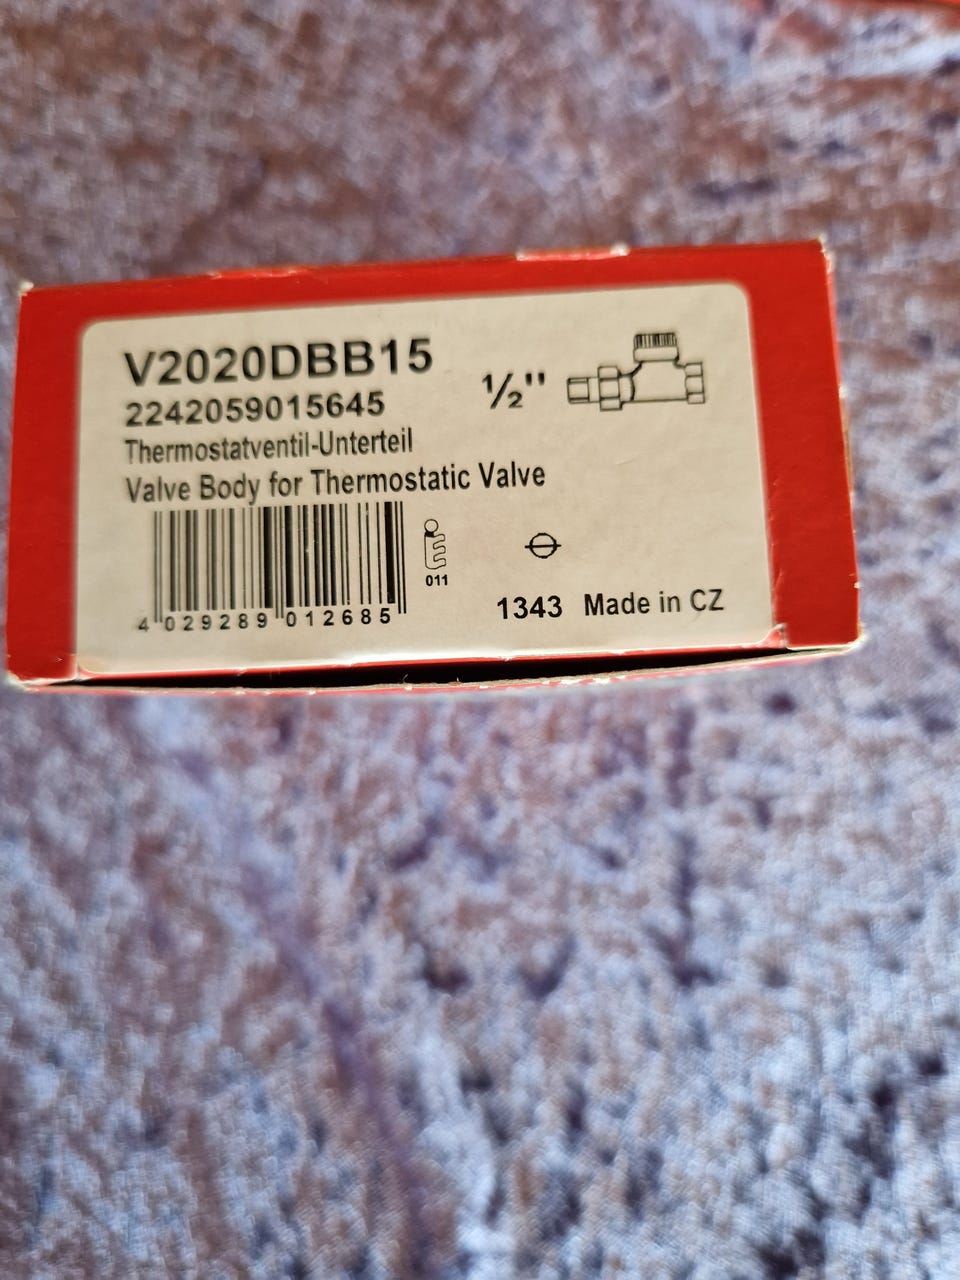 V2020DBB15
2242059015645
½"
Thermostatventil-Unterteil
Valve Body for Thermostatic Valve
011
4 029289 012685
1343 Made in CZ